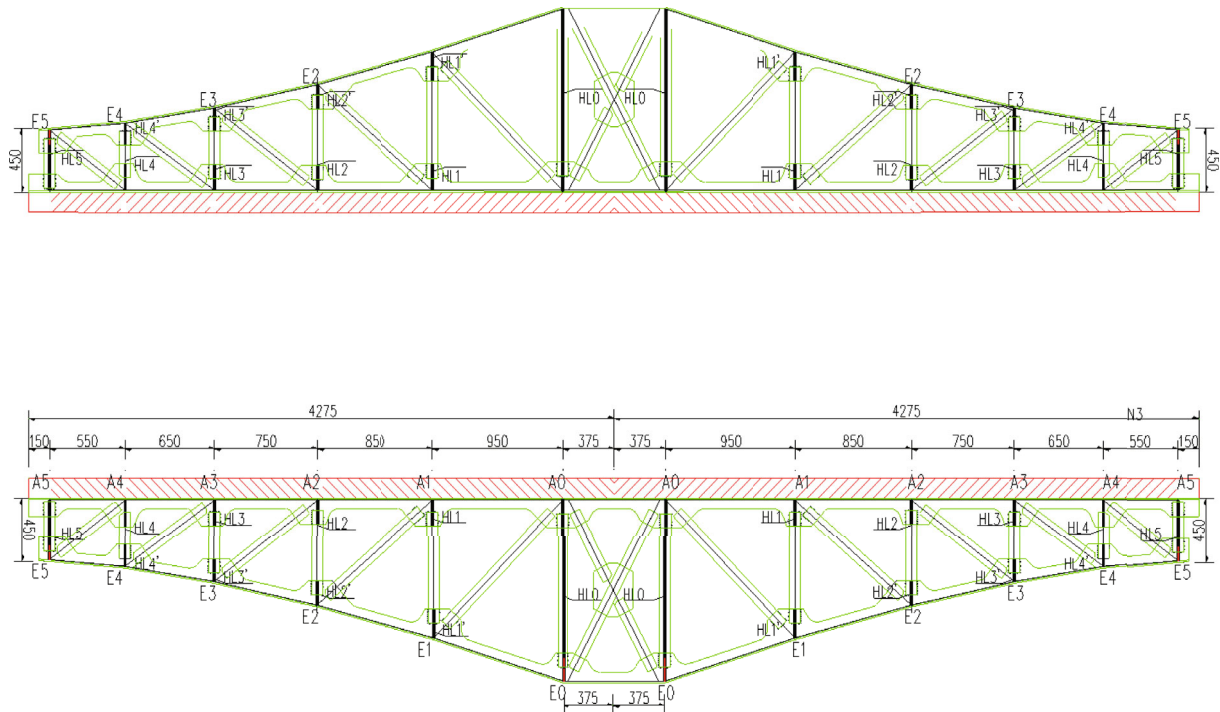 HL1' HL1'
E2 E2
HL0 HL0
HL2' HL2'
E3 E3
E4 HL3' HL3' E4
E5 HL4' HL4' E5
450 450
HL5 HL4 HL3 HL2 HL1 HL1 HL2 HL3 HL4 HL5
4275 4275 N3
150 550 650 750 850 950 375 375 950 850 750 650 550 150
A5 A4 A3 A2 A1 A0 A0 A1 A2 A3 A4 A5
450 HL5 HL4 HL3 HL2 HL1 HL1 HL2 HL3 HL4 HL5 450
E5 HL4' HL4' E5
E4 HL3' HL3' E4
E3 HL2' HL0 HL0 HL2' E3
E2 E2
HL1' HL1'
E1 E1
E0 E0
375 375